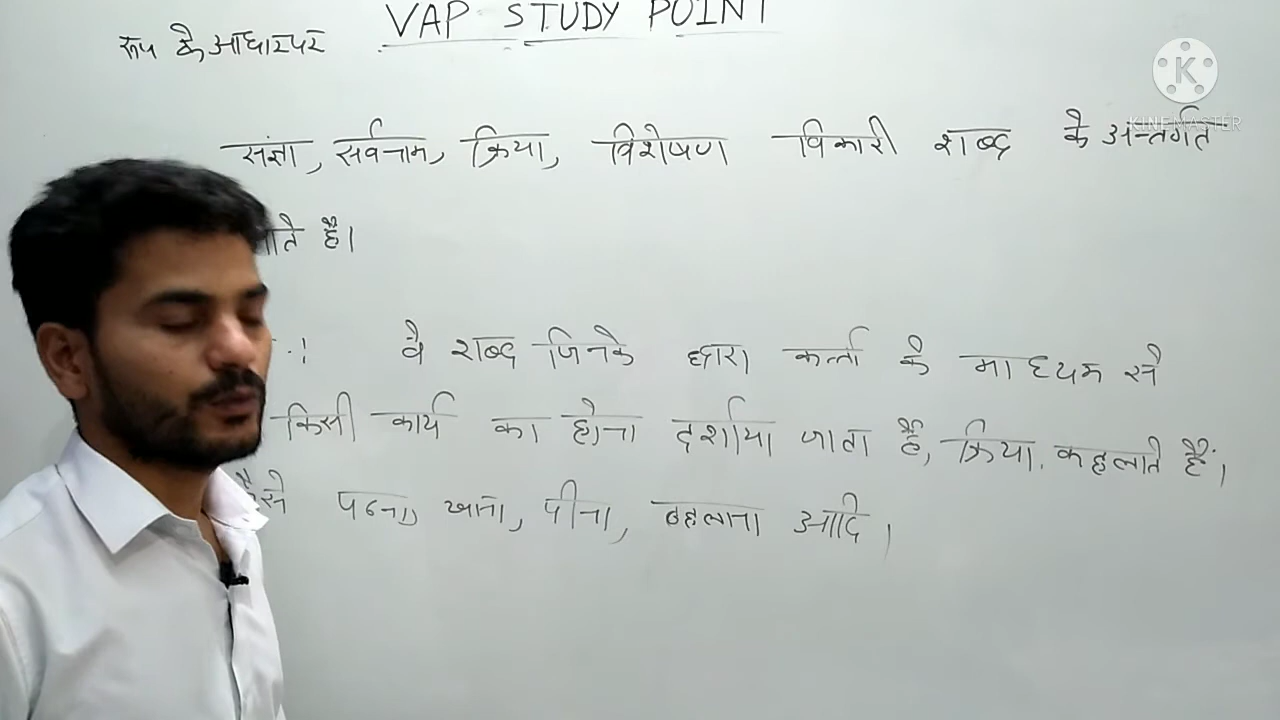 VAP STUDY POINT
रूप के आधार पर
संज्ञा, सर्वनाम, क्रिया, विशेषण विकारी शब्द के अन्तर्गत
है।
वे शब्द जिनके द्वारा कर्त्ता के माध्यम से
किसी कार्य का होना दर्शाया जाता है, क्रिया कहलाते हैं।
पढना, खाना, पीना, बहलाना आदि।
KINEMASTER